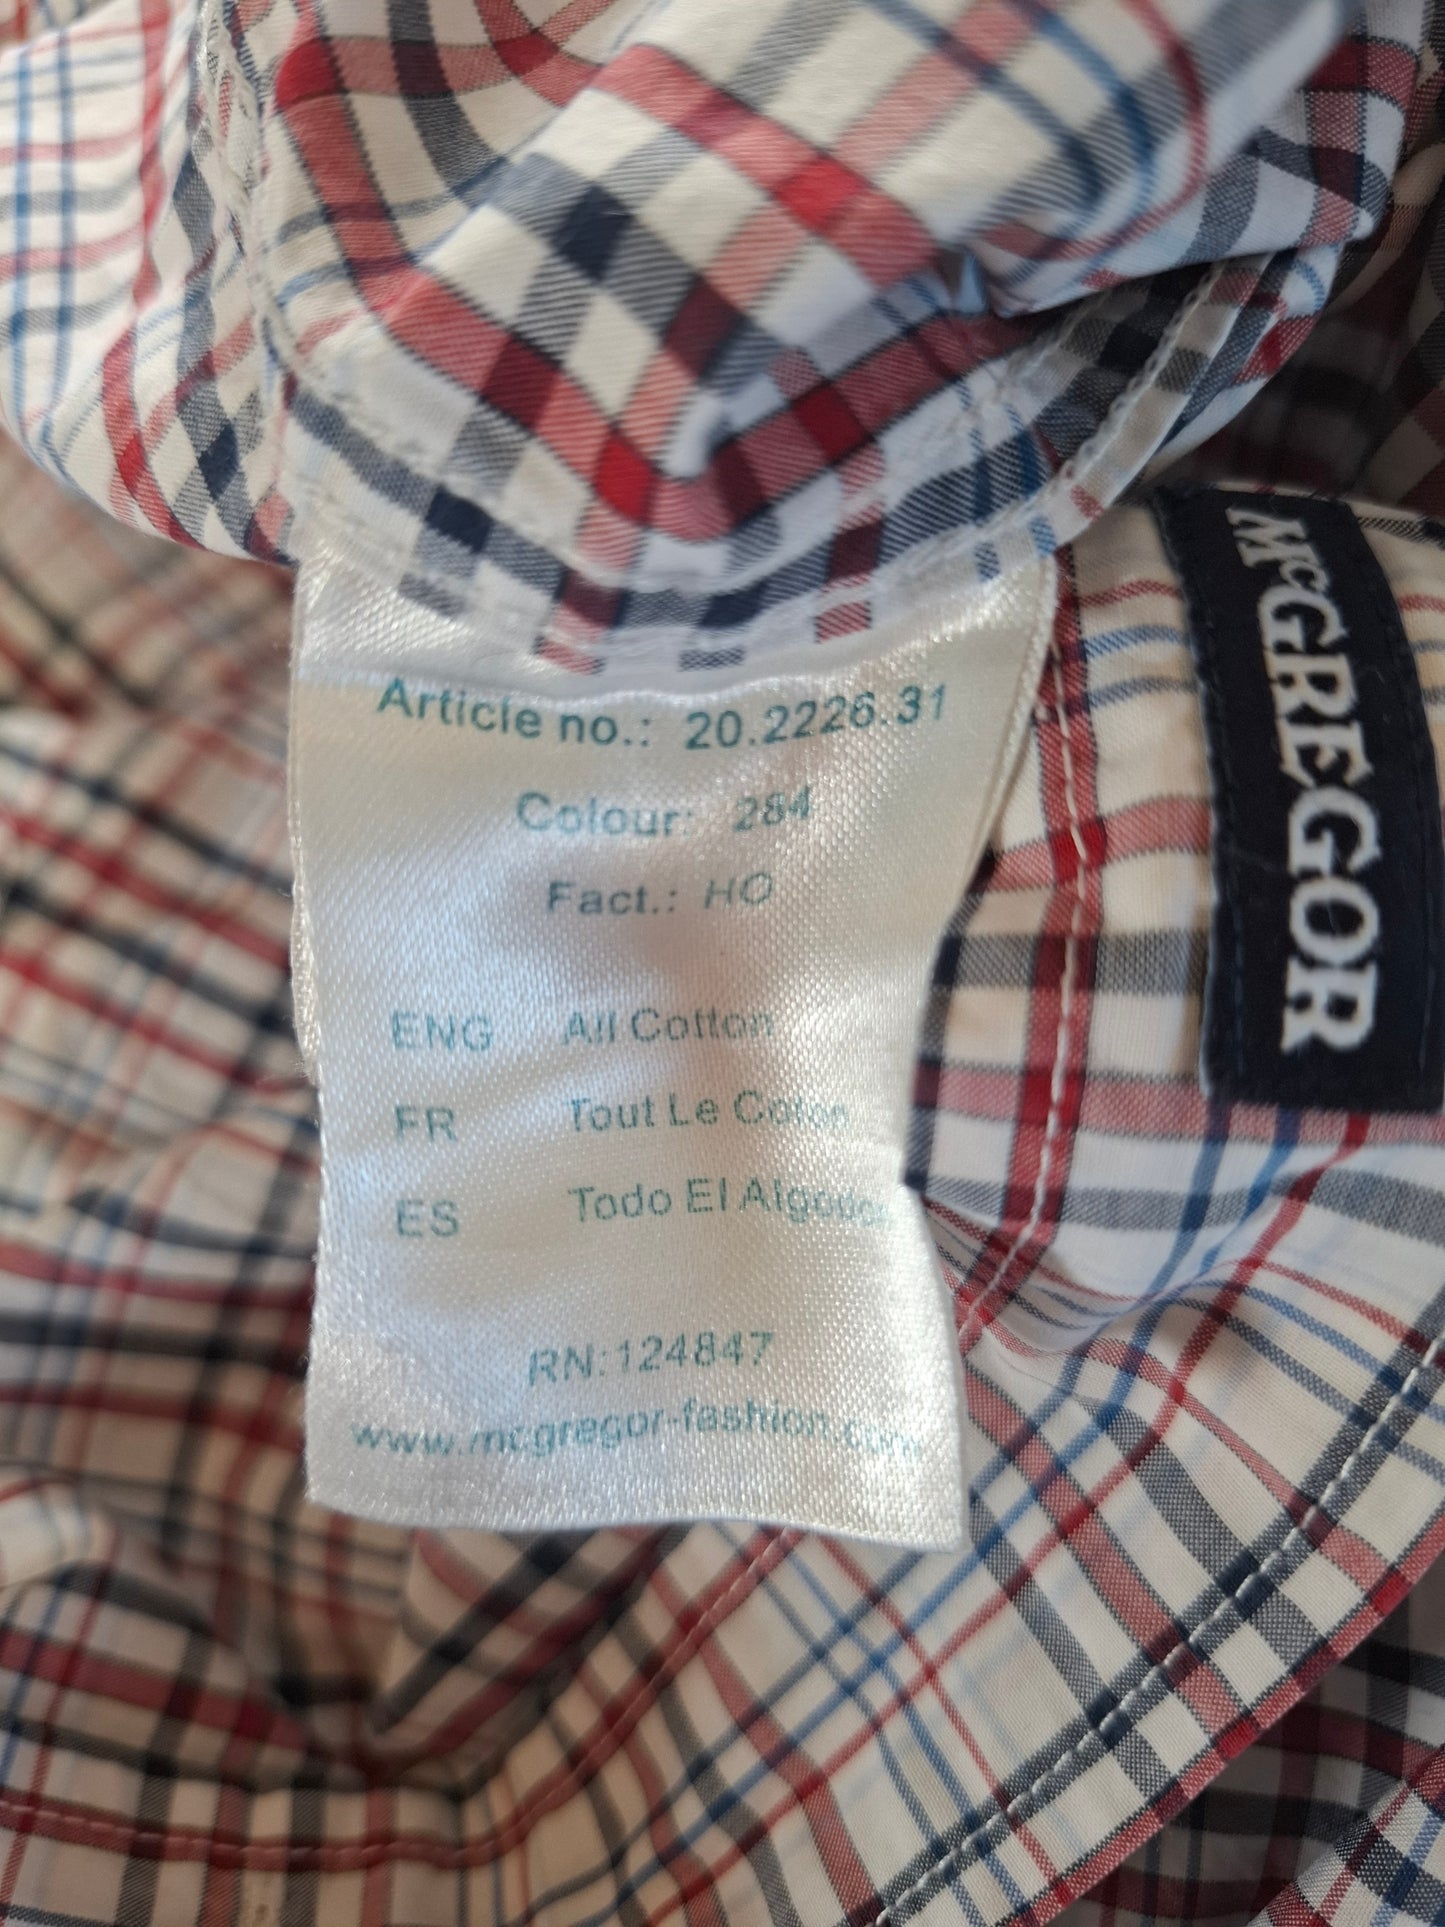 Article no.: 20.2226.31
Colour: 284
Fact.: HO
ENG All Cotton
FR Tout Le Coton
ES Todo El Algodon
RN:124847
www.mcgregor-fashion.com
McGREGOR